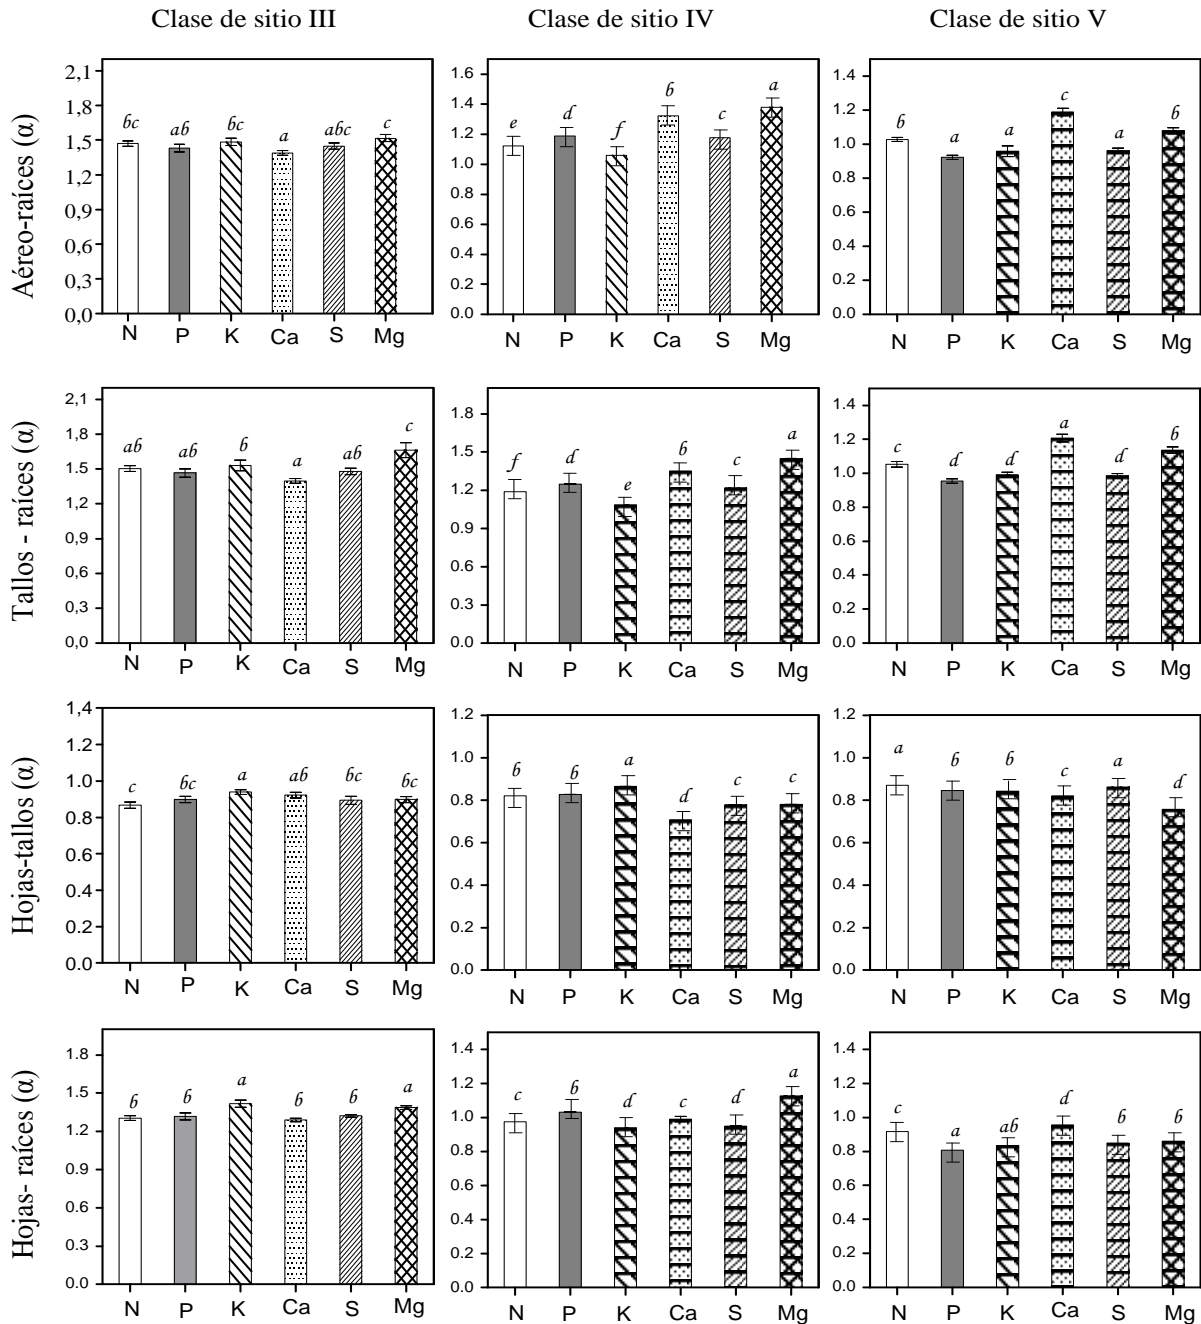 Clase de sitio III
Clase de sitio IV
Clase de sitio V
Aéreo-raíces (α)
2,1
1,8
1.5
1.2
0,9
0,6
0,3
0,0
bc
ab
bc
a
abc
c
N P K Ca S Mg
1.6
1.4
1.2
1.0
0.8
0.6
0.4
0.2
0.0
e
d
f
b
c
a
N P K Ca S Mg
1.4
1.2
1.0
0.8
0.6
0.4
0.2
0.0
b
a
a
c
a
b
N P K Ca S Mg
Tallos - raíces (α)
2,1
1.8
1.5
1,2
0,9
0,6
0,3
0,0
ab
ab
b
a
ab
c
N P K Ca S Mg
1.8
1.5
1.2
0.9
0.6
0.3
0.0
f
d
e
b
c
a
N P K Ca S Mg
1.4
1.2
1.0
0.8
0.6
0.4
0.2
0.0
c
d
d
a
d
b
N P K Ca S Mg
Hojas-tallos (α)
1,4
1.2
1.0
0.8
0.6
0.4
0.2
0.0
c
bc
a
ab
bc
bc
N P K Ca S Mg
1.2
1.0
0.8
0.6
0.4
0.2
0.0
b
b
a
d
c
c
N P K Ca S Mg
1.2
1.0
0.8
0.6
0.4
0.2
0.0
a
b
b
c
a
d
N P K Ca S Mg
Hojas- raíces (α)
1.8
1.5
1.2
0.9
0.6
0.3
0.0
b
b
a
b
b
a
N P K Ca S Mg
1.4
1.2
1.0
0.8
0.6
0.4
0.2
0.0
c
b
d
c
d
a
N P K Ca S Mg
1.4
1.2
1.0
0.8
0.6
0.4
0.2
0.0
c
a
ab
d
b
b
N P K Ca S Mg